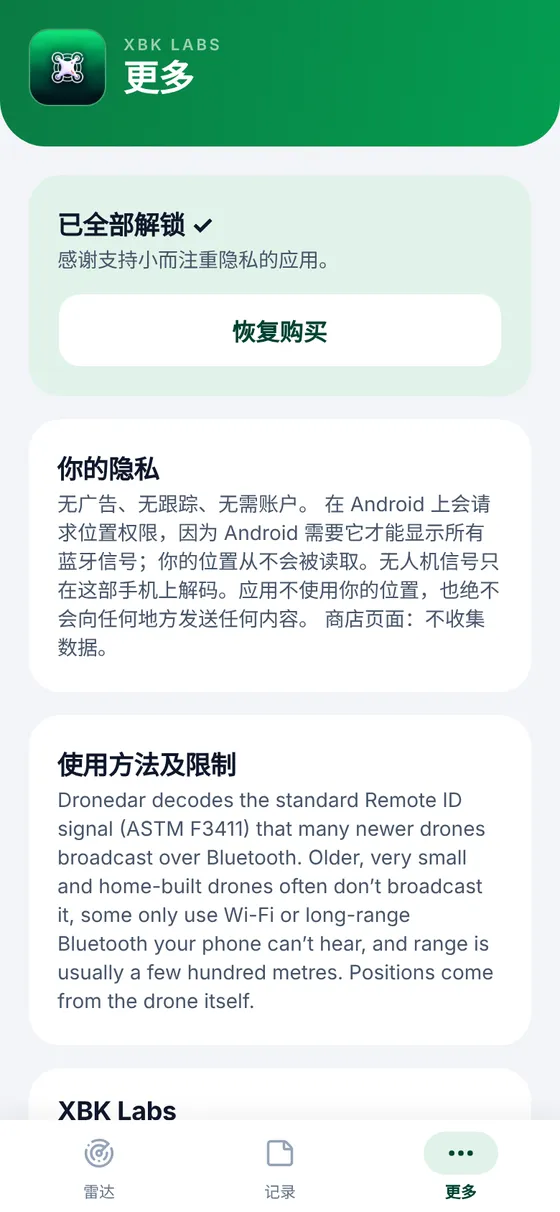 XBK LABS
更多
已全部解锁 ✓
感谢支持小而注重隐私的应用。
恢复购买
你的隐私
无广告、无跟踪、无需账户。 在 Android 上会请
求位置权限，因为 Android 需要它才能显示所有
蓝牙信号；你的位置从不会被读取。无人机信号只
在这部手机上解码。应用不使用你的位置，也绝不
会向任何地方发送任何内容。 商店页面：不收集
数据。
使用方法及限制
Dronedar decodes the standard Remote ID
signal (ASTM F3411) that many newer drones
broadcast over Bluetooth. Older, very small
and home-built drones often don’t broadcast
it, some only use Wi-Fi or long-range
Bluetooth your phone can’t hear, and range is
usually a few hundred metres. Positions come
from the drone itself.
XBK Labs
雷达
记录
更多